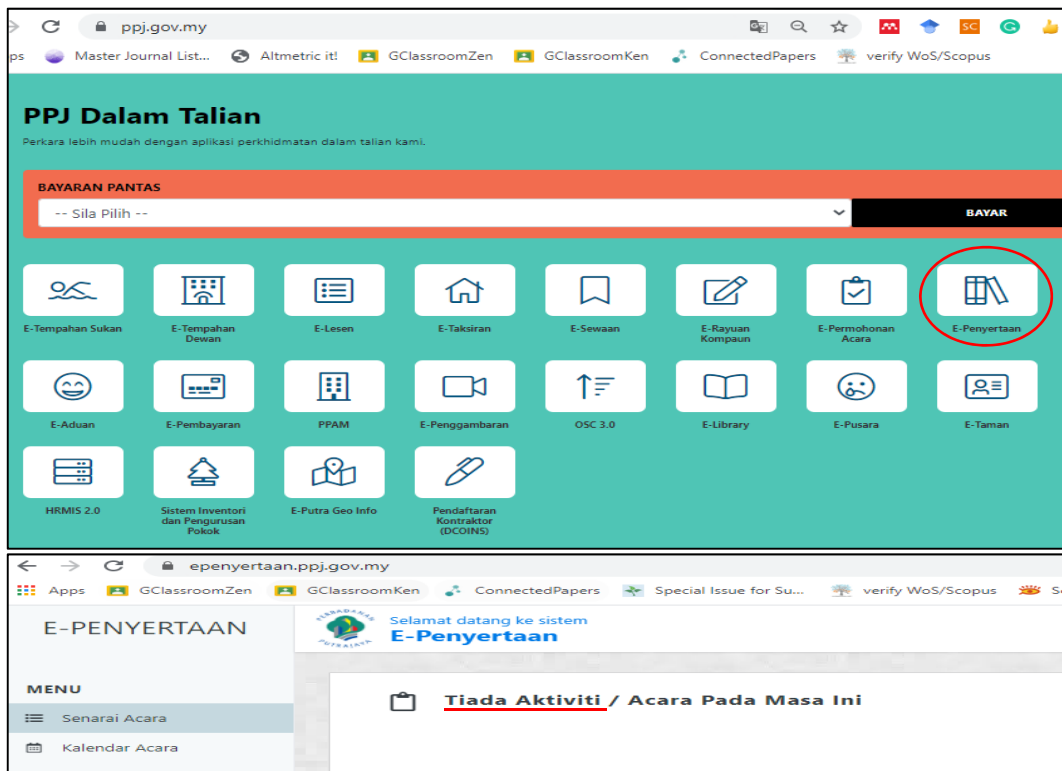 ppj.gov.my
SC
ps Master Journal List... Altmetric it! GClassroomZen GClassroomKen ConnectedPapers verify WoS/Scopus
PPJ Dalam Talian
Perkara lebih mudah dengan aplikasi perkhidmatan dalam talian kami.
BAYARAN PANTAS
-- Sila Pilih -- BAYAR
E-Tempahan Sukan
E-Tempahan
Dewan
E-Lesen
E-Taksiran
E-Sewaan
E-Rayuan
Kompaun
E-Permohonan
Acara
E-Penyertaan
E-Aduan
E-Pembayaran
PPAM
E-Penggambaran
OSC 3.0
E-Library
E-Pusara
E-Taman
HRMIS 2.0
Sistem Inventori
dan Pengurusan
Pokok
E-Putra Geo Info
Pendaftaran
Kontraktor
(DCOINS)
epenyertaan.ppj.gov.my
Apps GClassroomZen GClassroomKen ConnectedPapers Special Issue for Su... verify WoS/Scopus
E-PENYERTAAN
PERBADANAN
PUTRAJAYA
Selamat datang ke sistem
E-Penyertaan
MENU
Senarai Acara
Kalendar Acara
Tiada Aktiviti / Acara Pada Masa Ini